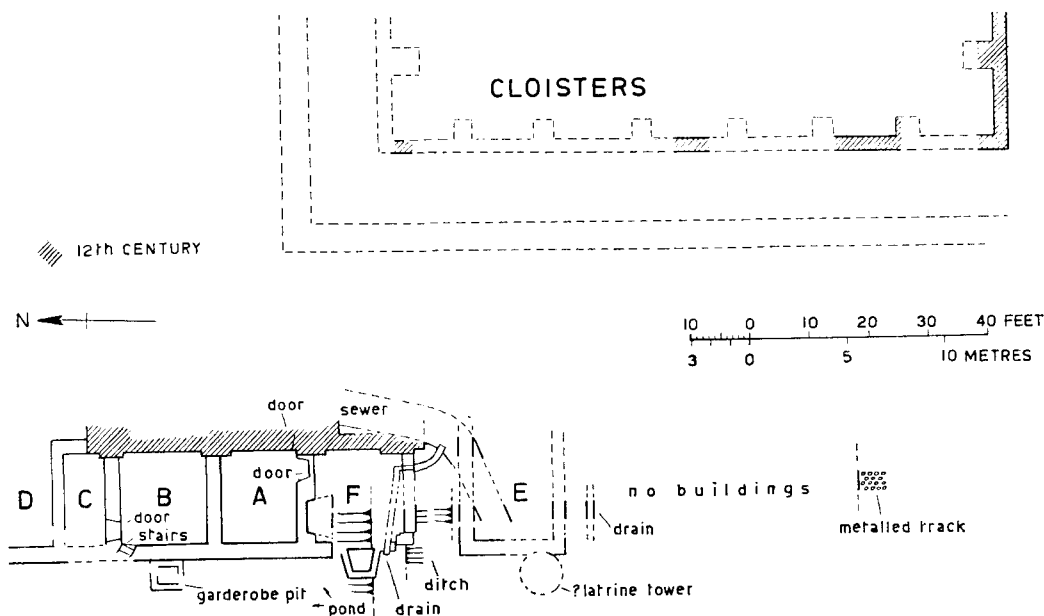 CLOISTERS
12th CENTURY
N
10 0 10 20 30 40 FEET
3 0 5 10 METRES
door
sewer
door
D
C
B
A
F
E
no buildings
door
stairs
drain
metalled track
garderobe pit
pond
drain
ditch
?latrine tower